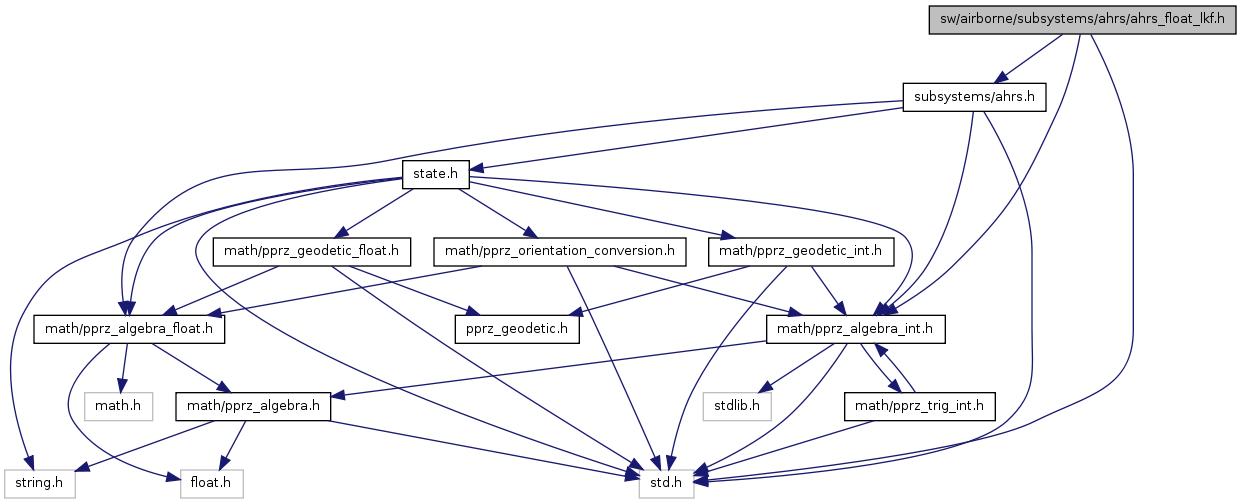 sw/airborne/subsystems/ahrs/ahrs_float_lkf.h
subsystems/ahrs.h
state.h
math/pprz_geodetic_float.h
math/pprz_orientation_conversion.h
math/pprz_geodetic_int.h
math/pprz_algebra_float.h
pprz_geodetic.h
math/pprz_algebra_int.h
math.h
math/pprz_algebra.h
stdlib.h
math/pprz_trig_int.h
string.h
float.h
std.h